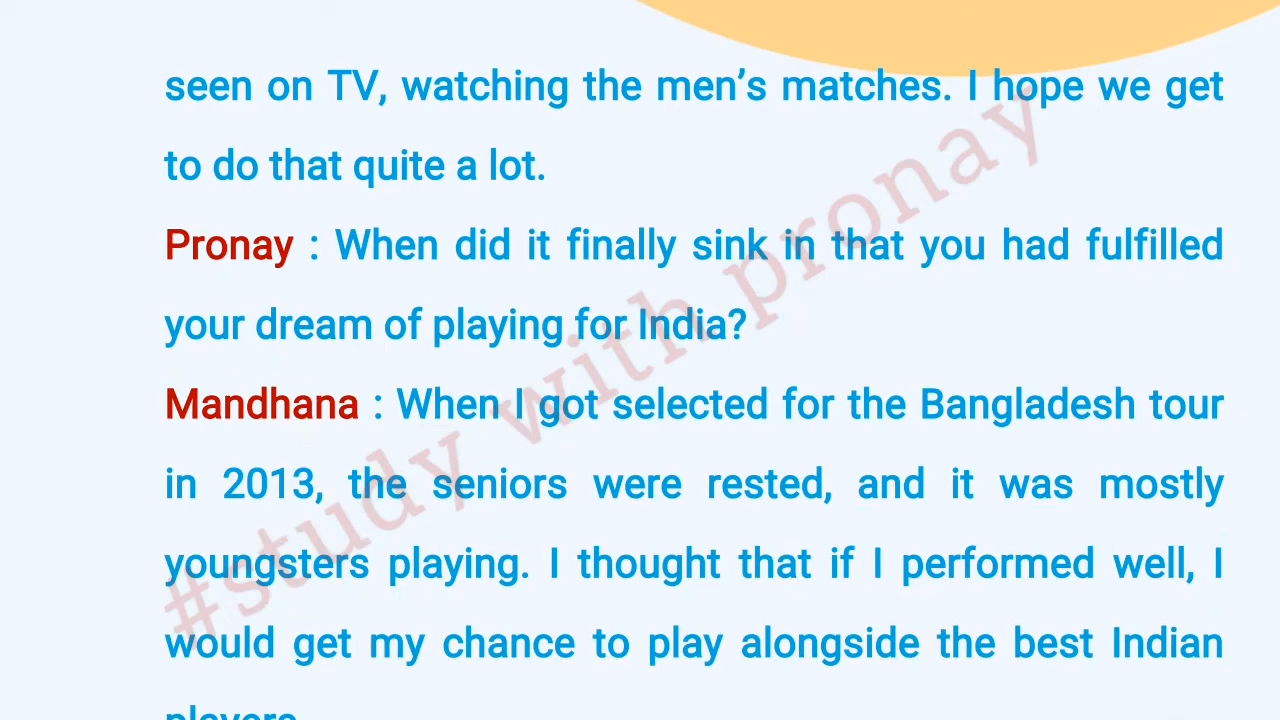 seen on TV, watching the men’s matches. I hope we get
to do that quite a lot.
Pronay : When did it finally sink in that you had fulfilled
your dream of playing for India?
Mandhana : When I got selected for the Bangladesh tour
in 2013, the seniors were rested, and it was mostly
youngsters playing. I thought that if I performed well, I
would get my chance to play alongside the best Indian
players.
#study with pronay